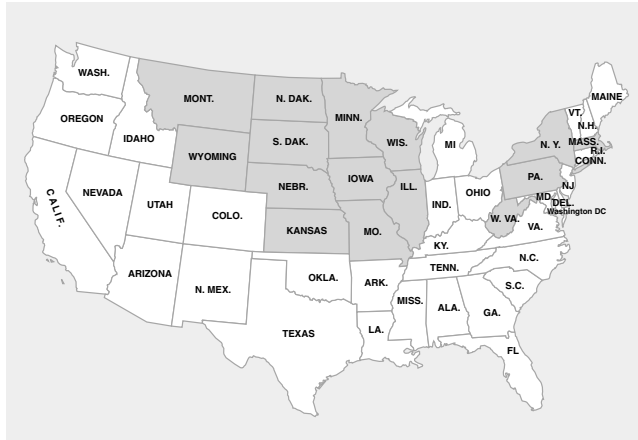 WASH.
MONT.
N. DAK.
MINN.
MAINE
VT.
N.H.
OREGON
IDAHO
WYOMING
S. DAK.
WIS.
MI
N. Y.
MASS.
R.I.
CONN.
NEVADA
UTAH
COLO.
NEBR.
IOWA
ILL.
IND.
OHIO
PA.
NJ
MD.
DEL.
Washington DC
CALIF.
KANSAS
MO.
KY.
W. VA.
VA.
ARIZONA
N. MEX.
OKLA.
ARK.
TENN.
N.C.
S.C.
TEXAS
LA.
MISS.
ALA.
GA.
FL